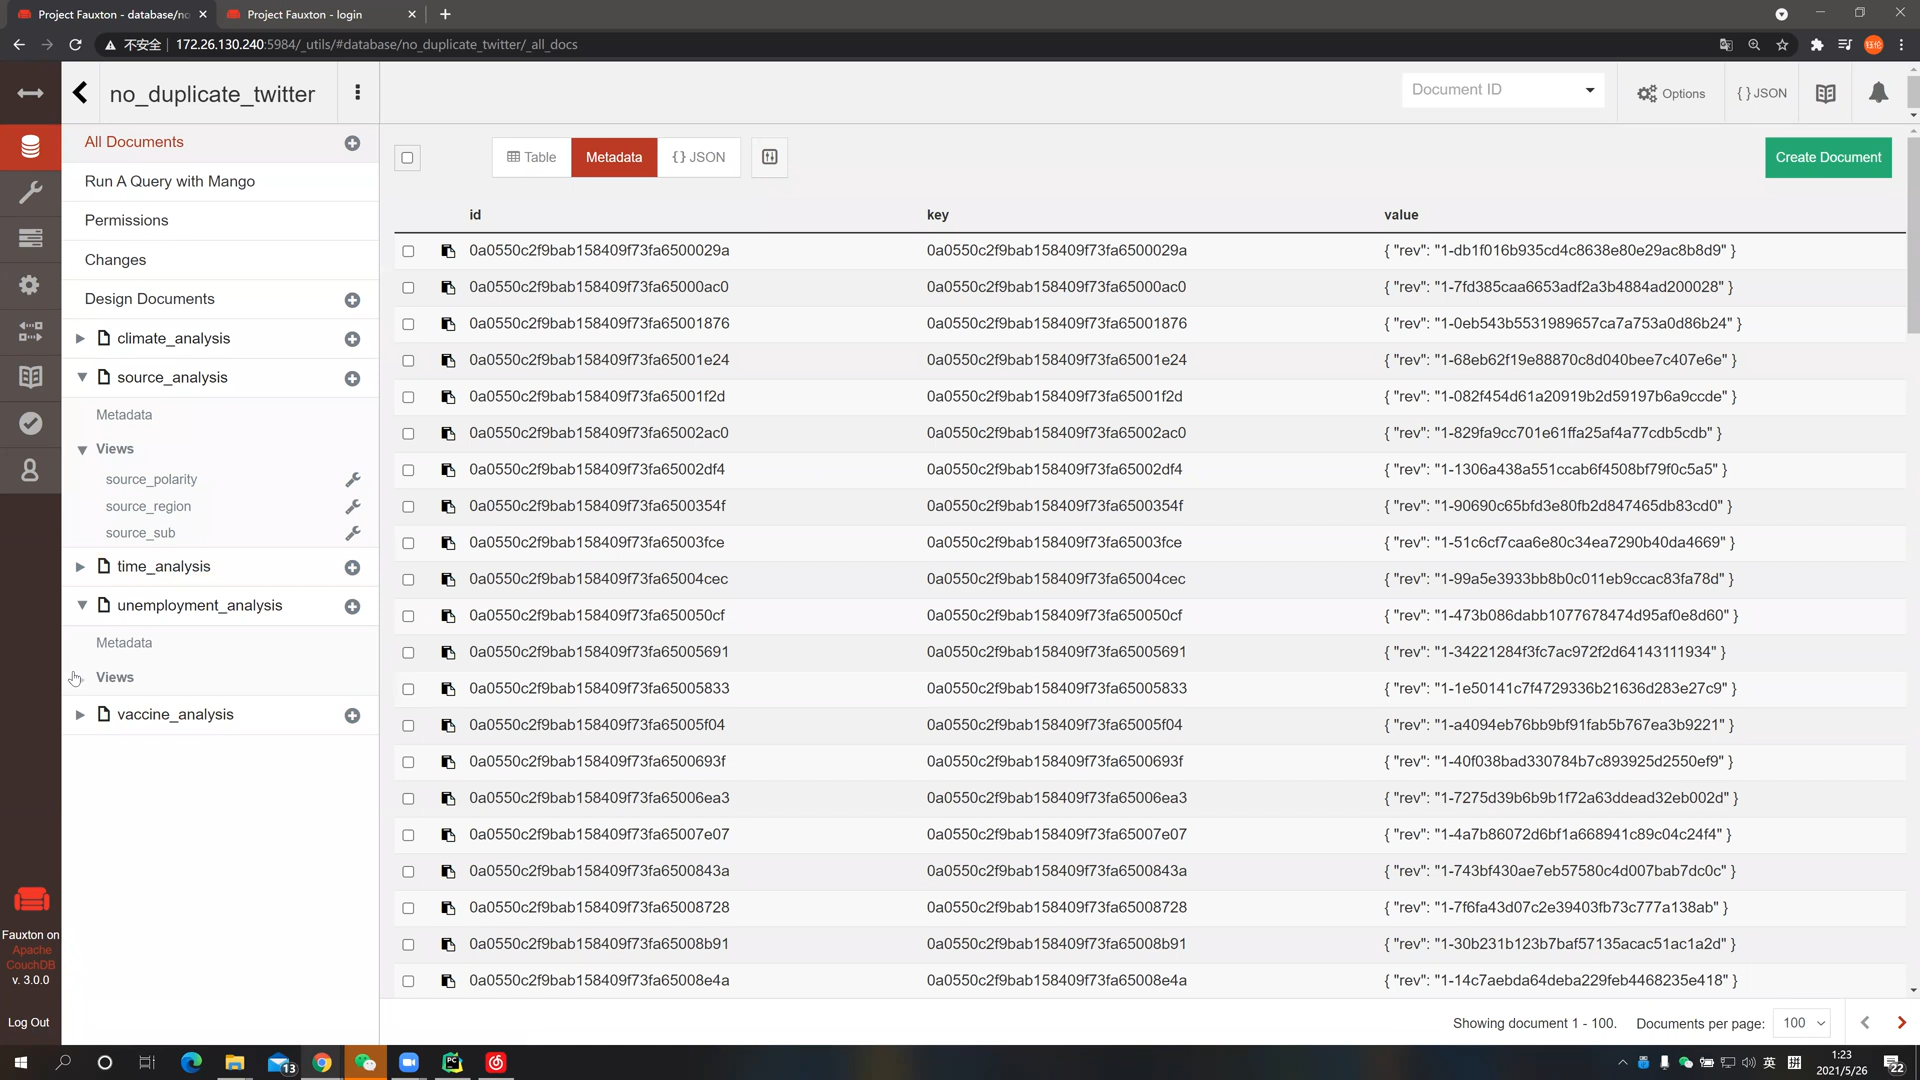 Project Fauxton - database/no
Project Fauxton - login
不安全
172.26.130.240:5984/_utils/#database/no_duplicate_twitter/_all_docs
钰伦
no_duplicate_twitter
Document ID
Options
{ } JSON
All Documents
Run A Query with Mango
Permissions
Changes
Design Documents
climate_analysis
source_analysis
Metadata
Views
source_polarity
source_region
source_sub
time_analysis
unemployment_analysis
Metadata
Views
vaccine_analysis
Table
Metadata
{ } JSON
Create Document
id key value
0a0550c2f9bab158409f73fa6500029a 0a0550c2f9bab158409f73fa6500029a { "rev": "1-db1f016b935cd4c8638e80e29ac8b8d9" }
0a0550c2f9bab158409f73fa65000ac0 0a0550c2f9bab158409f73fa65000ac0 { "rev": "1-7fd385caa6653adf2a3b4884ad200028" }
0a0550c2f9bab158409f73fa65001876 0a0550c2f9bab158409f73fa65001876 { "rev": "1-0eb543b5531989657ca7a753a0d86b24" }
0a0550c2f9bab158409f73fa65001e24 0a0550c2f9bab158409f73fa65001e24 { "rev": "1-68eb62f19e88870c8d040bee7c407e6e" }
0a0550c2f9bab158409f73fa65001f2d 0a0550c2f9bab158409f73fa65001f2d { "rev": "1-082f454d61a20919b2d59197b6a9ccde" }
0a0550c2f9bab158409f73fa65002ac0 0a0550c2f9bab158409f73fa65002ac0 { "rev": "1-829fa9cc701e61ffa25af4a77cdb5cdb" }
0a0550c2f9bab158409f73fa65002df4 0a0550c2f9bab158409f73fa65002df4 { "rev": "1-1306a438a551ccab6f4508bf79f0c5a5" }
0a0550c2f9bab158409f73fa6500354f 0a0550c2f9bab158409f73fa6500354f { "rev": "1-90690c65bfd3e80fb2d847465db83cd0" }
0a0550c2f9bab158409f73fa65003fce 0a0550c2f9bab158409f73fa65003fce { "rev": "1-51c6cf7caa6e80c34ea7290b40da4669" }
0a0550c2f9bab158409f73fa65004cec 0a0550c2f9bab158409f73fa65004cec { "rev": "1-99a5e3933bb8b0c011eb9ccac83fa78d" }
0a0550c2f9bab158409f73fa650050cf 0a0550c2f9bab158409f73fa650050cf { "rev": "1-473b086dabb1077678474d95af0e8d60" }
0a0550c2f9bab158409f73fa65005691 0a0550c2f9bab158409f73fa65005691 { "rev": "1-34221284f3fc7ac972f2d64143111934" }
0a0550c2f9bab158409f73fa65005833 0a0550c2f9bab158409f73fa65005833 { "rev": "1-1e50141c7f4729336b21636d283e27c9" }
0a0550c2f9bab158409f73fa65005f04 0a0550c2f9bab158409f73fa65005f04 { "rev": "1-a4094eb76bb9bf91fab5b767ea3b9221" }
0a0550c2f9bab158409f73fa6500693f 0a0550c2f9bab158409f73fa6500693f { "rev": "1-40f038bad330784b7c893925d2550ef9" }
0a0550c2f9bab158409f73fa65006ea3 0a0550c2f9bab158409f73fa65006ea3 { "rev": "1-7275d39b6b9b1f72a63ddead32eb002d" }
0a0550c2f9bab158409f73fa65007e07 0a0550c2f9bab158409f73fa65007e07 { "rev": "1-4a7b86072d6bf1a668941c89c04c24f4" }
0a0550c2f9bab158409f73fa6500843a 0a0550c2f9bab158409f73fa6500843a { "rev": "1-743bf430ae7eb57580c4d007bab7dc0c" }
0a0550c2f9bab158409f73fa65008728 0a0550c2f9bab158409f73fa65008728 { "rev": "1-7f6fa43d07c2e39403fb73c777a138ab" }
0a0550c2f9bab158409f73fa65008b91 0a0550c2f9bab158409f73fa65008b91 { "rev": "1-30b231b123b7baf57135acac51ac1a2d" }
0a0550c2f9bab158409f73fa65008e4a 0a0550c2f9bab158409f73fa65008e4a { "rev": "1-14c7aebda64deba229feb4468235e418" }
Fauxton on
Apache
CouchDB
v. 3.0.0
Log Out
Showing document 1 - 100.
Documents per page:
100
13
PC
英
拼
1:23
2021/5/26
22